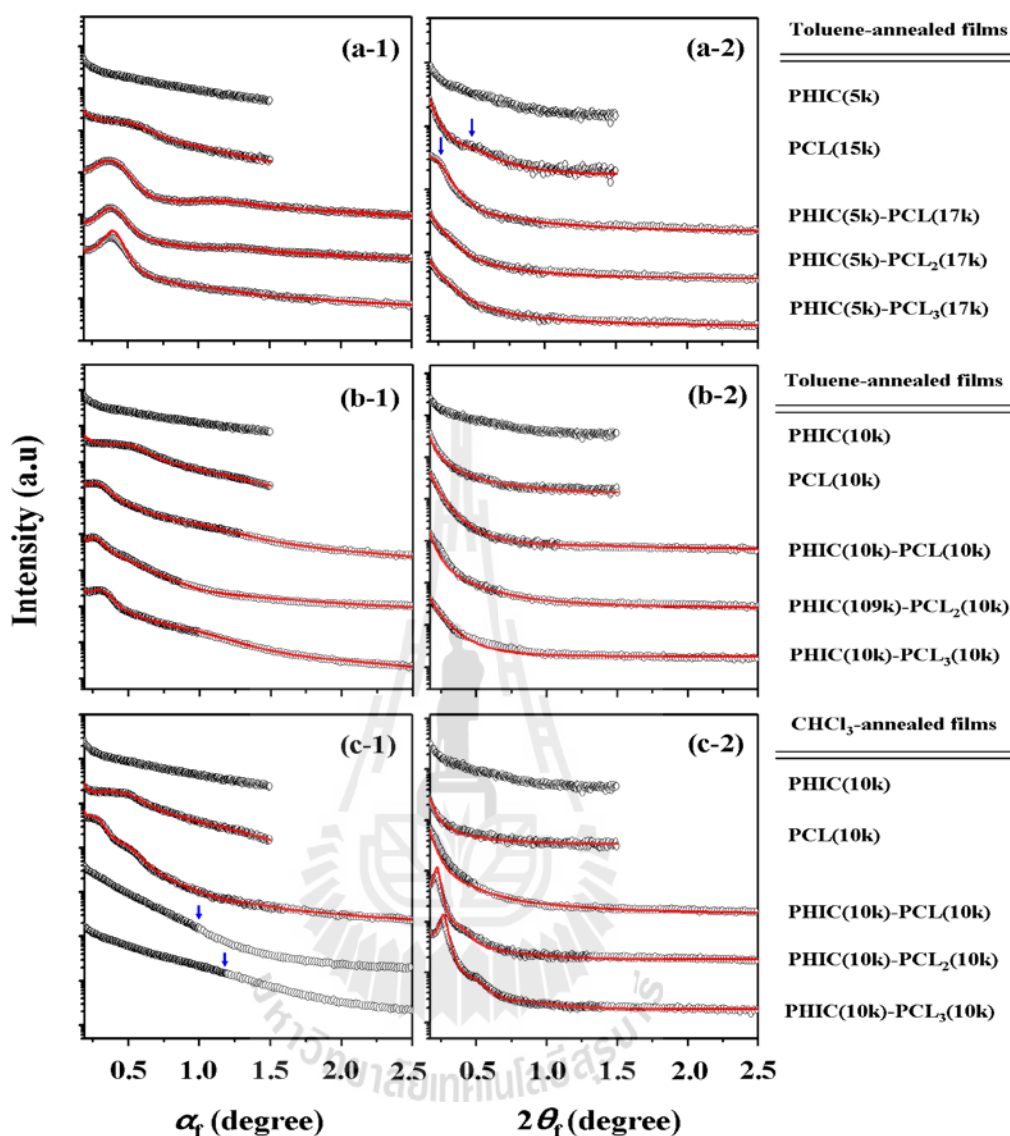 Toluene-annealed films
(a-1)
(a-2)
PHIC(5k)
PCL(15k)
PHIC(5k)-PCL(17k)
PHIC(5k)-PCL₂(17k)
PHIC(5k)-PCL₃(17k)
Toluene-annealed films
(b-1)
(b-2)
PHIC(10k)
PCL(10k)
PHIC(10k)-PCL(10k)
PHIC(109k)-PCL₂(10k)
PHIC(10k)-PCL₃(10k)
CHCl₃-annealed films
(c-1)
(c-2)
PHIC(10k)
PCL(10k)
PHIC(10k)-PCL(10k)
PHIC(10k)-PCL₂(10k)
PHIC(10k)-PCL₃(10k)
Intensity (a.u)
0.5 1.0 1.5 2.0 2.5
0.5 1.0 1.5 2.0 2.5
α_f (degree)
2θ_f (degree)